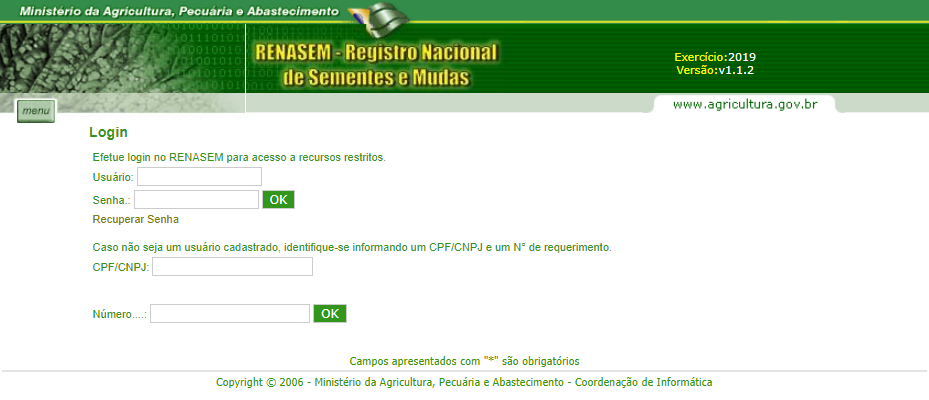 Ministério da Agricultura, Pecuária e Abastecimento
RENASEM - Registro Nacional
de Sementes e Mudas
Exercício:2019
Versão:v1.1.2
menu
www.agricultura.gov.br
Login
Efetue login no RENASEM para acesso a recursos restritos.
Usuário:
Senha.: OK
Recuperar Senha
Caso não seja um usuário cadastrado, identifique-se informando um CPF/CNPJ e um N° de requerimento.
CPF/CNPJ:
Número....: OK
Campos apresentados com "*" são obrigatórios
Copyright © 2006 - Ministério da Agricultura, Pecuária e Abastecimento - Coordenação de Informática